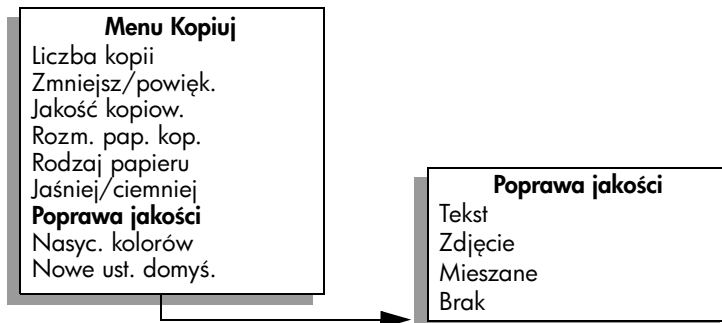 Menu Kopiuj
Liczba kopii
Zmniejsz/powięk.
Jakość kopiow.
Rozm. pap. kop.
Rodzaj papieru
Jaśniej/ciemniej
Poprawa jakości
Nasyc. kolorów
Nowe ust. domyś.
Poprawa jakości
Tekst
Zdjęcie
Mieszane
Brak